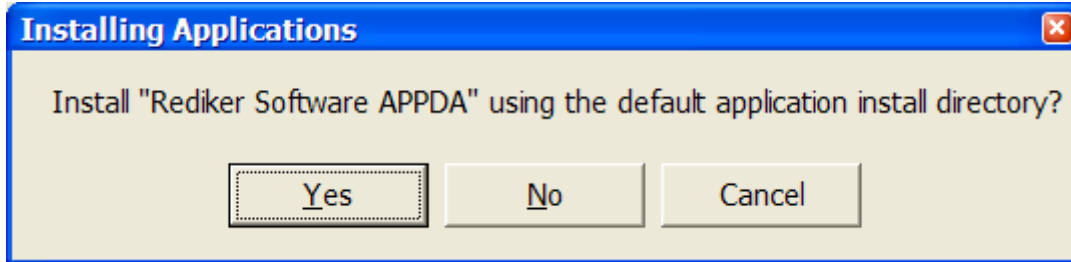 Installing Applications
Install "Rediker Software APPDA" using the default application install directory?
Yes No Cancel